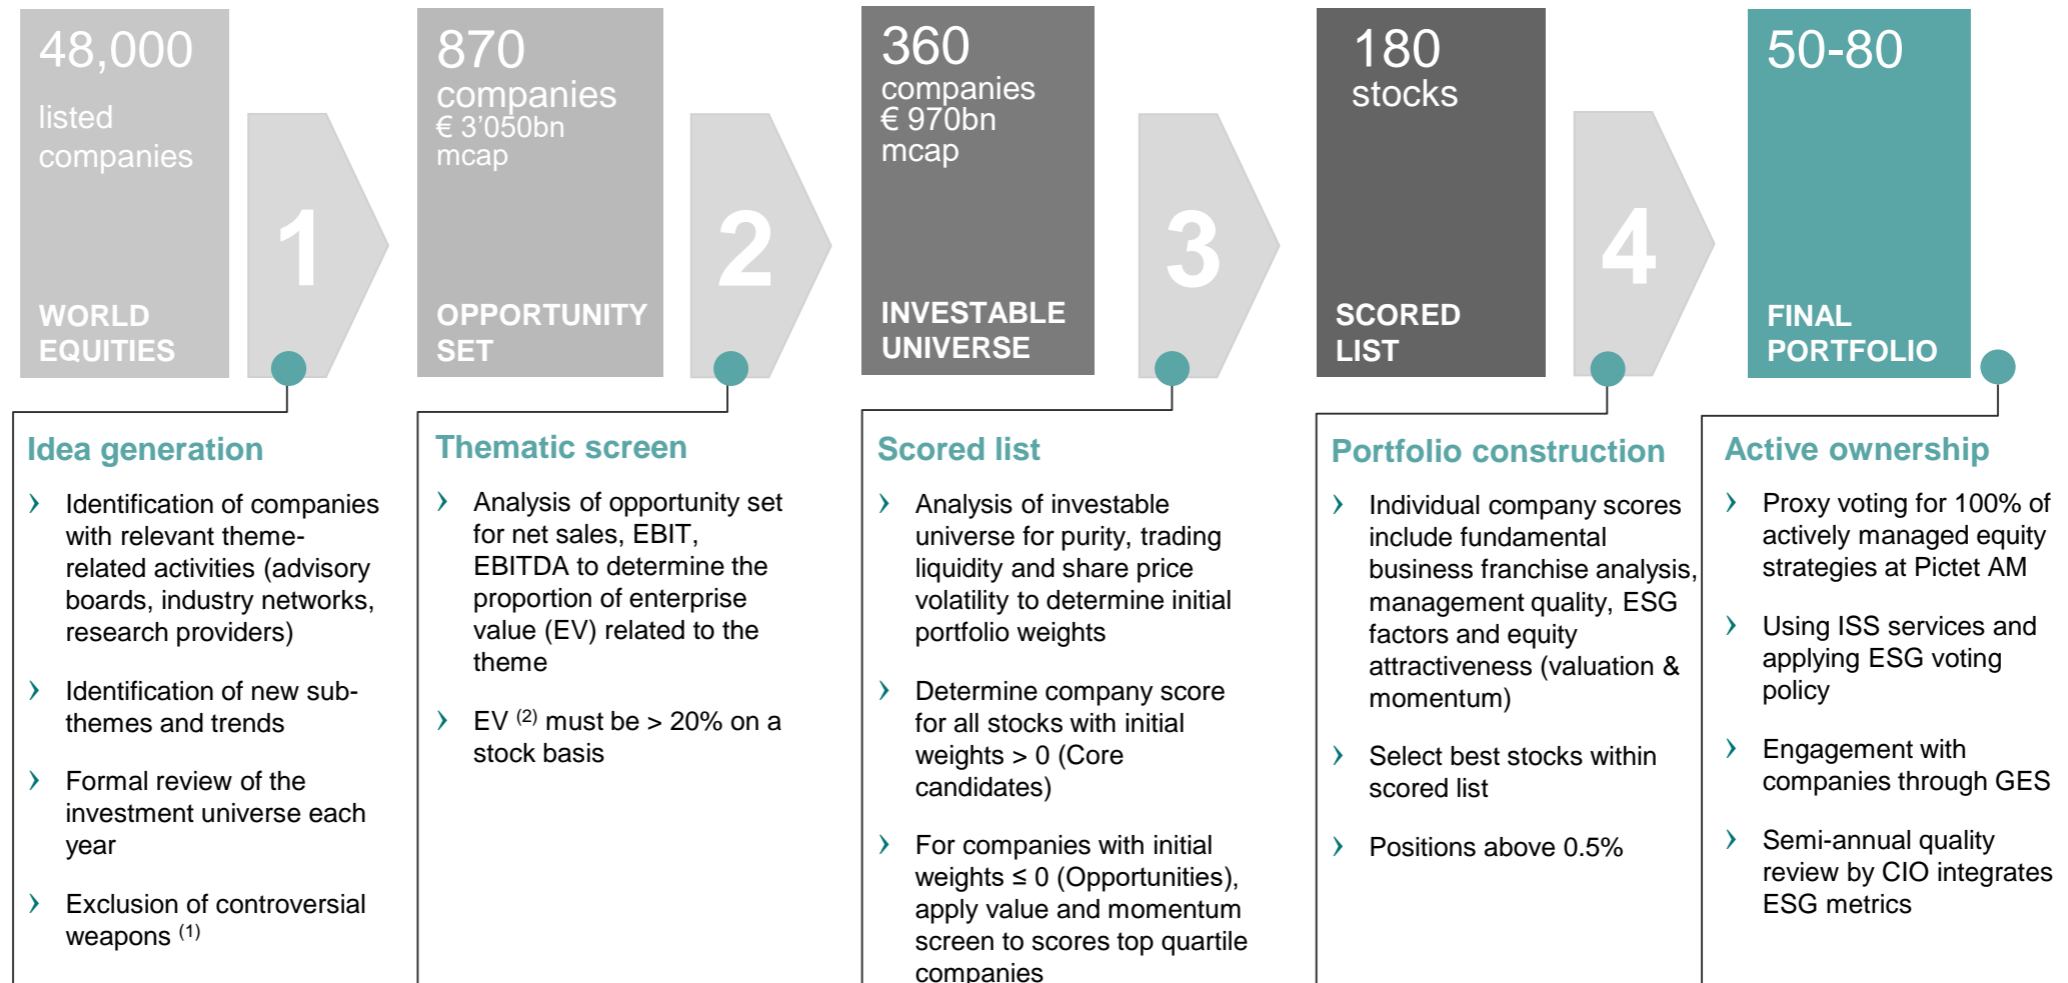 48,000
listed
companies
WORLD
EQUITIES
1
870
companies
€ 3’050bn
mcap
OPPORTUNITY
SET
2
360
companies
€ 970bn
mcap
INVESTABLE
UNIVERSE
3
180
stocks
SCORED
LIST
4
50-80
FINAL
PORTFOLIO
Idea generation
› Identification of companies
with relevant theme-
related activities (advisory
boards, industry networks,
research providers)
› Identification of new sub-
themes and trends
› Formal review of the
investment universe each
year
› Exclusion of controversial
weapons (1)
Thematic screen
› Analysis of opportunity set
for net sales, EBIT,
EBITDA to determine the
proportion of enterprise
value (EV) related to the
theme
› EV (2) must be > 20% on a
stock basis
Scored list
› Analysis of investable
universe for purity, trading
liquidity and share price
volatility to determine initial
portfolio weights
› Determine company score
for all stocks with initial
weights > 0 (Core
candidates)
› For companies with initial
weights ≤ 0 (Opportunities),
apply value and momentum
screen to scores top quartile
companies
Portfolio construction
› Individual company scores
include fundamental
business franchise analysis,
management quality, ESG
factors and equity
attractiveness (valuation &
momentum)
› Select best stocks within
scored list
› Positions above 0.5%
Active ownership
› Proxy voting for 100% of
actively managed equity
strategies at Pictet AM
› Using ISS services and
applying ESG voting
policy
› Engagement with
companies through GES
› Semi-annual quality
review by CIO integrates
ESG metrics